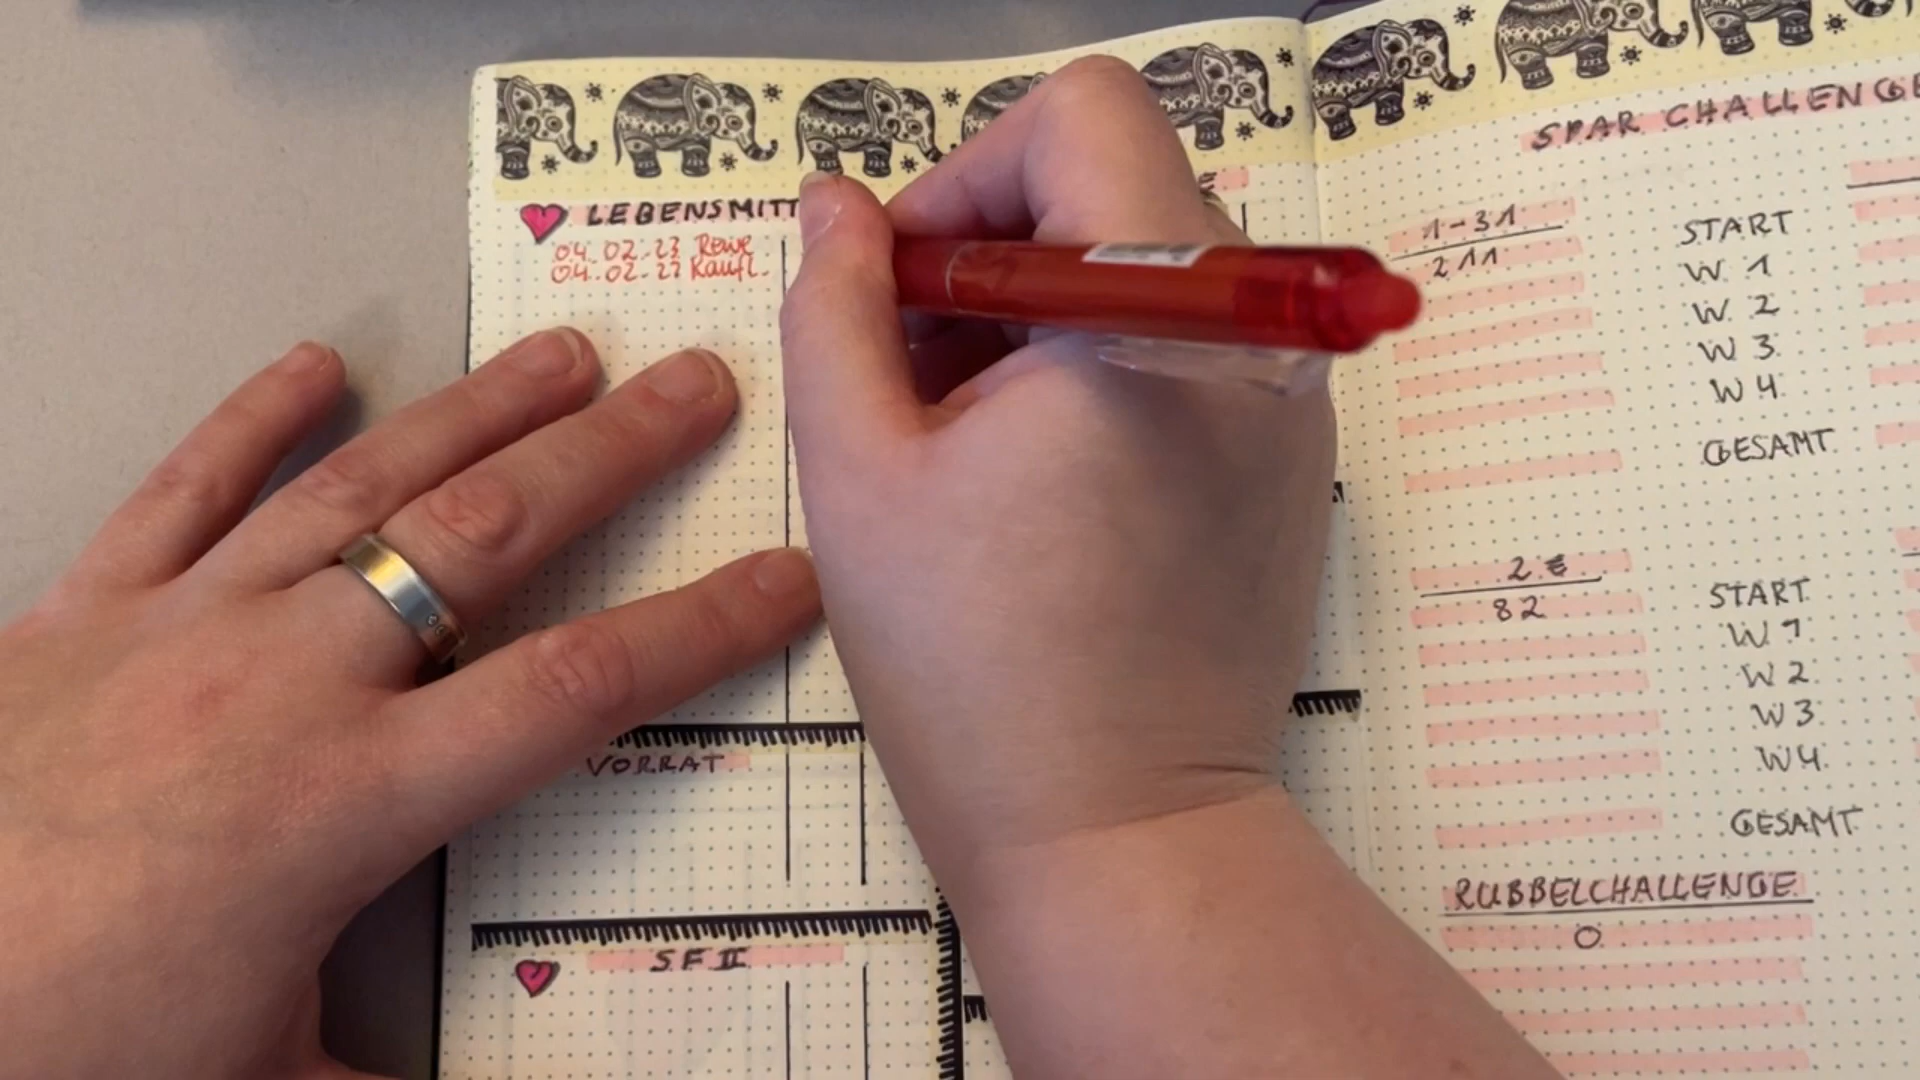 LEBENSMITT
04.02.23 Rewe
04.02.23 Kaufl.
VORRAT
SF II
SPAR CHALLENGE
1-31
211
START
W 1
W 2
W 3
W 4
GESAMT
2 €
82
START
W 1
W 2
W 3
W 4
GESAMT
RUBBELCHALLENGE
0